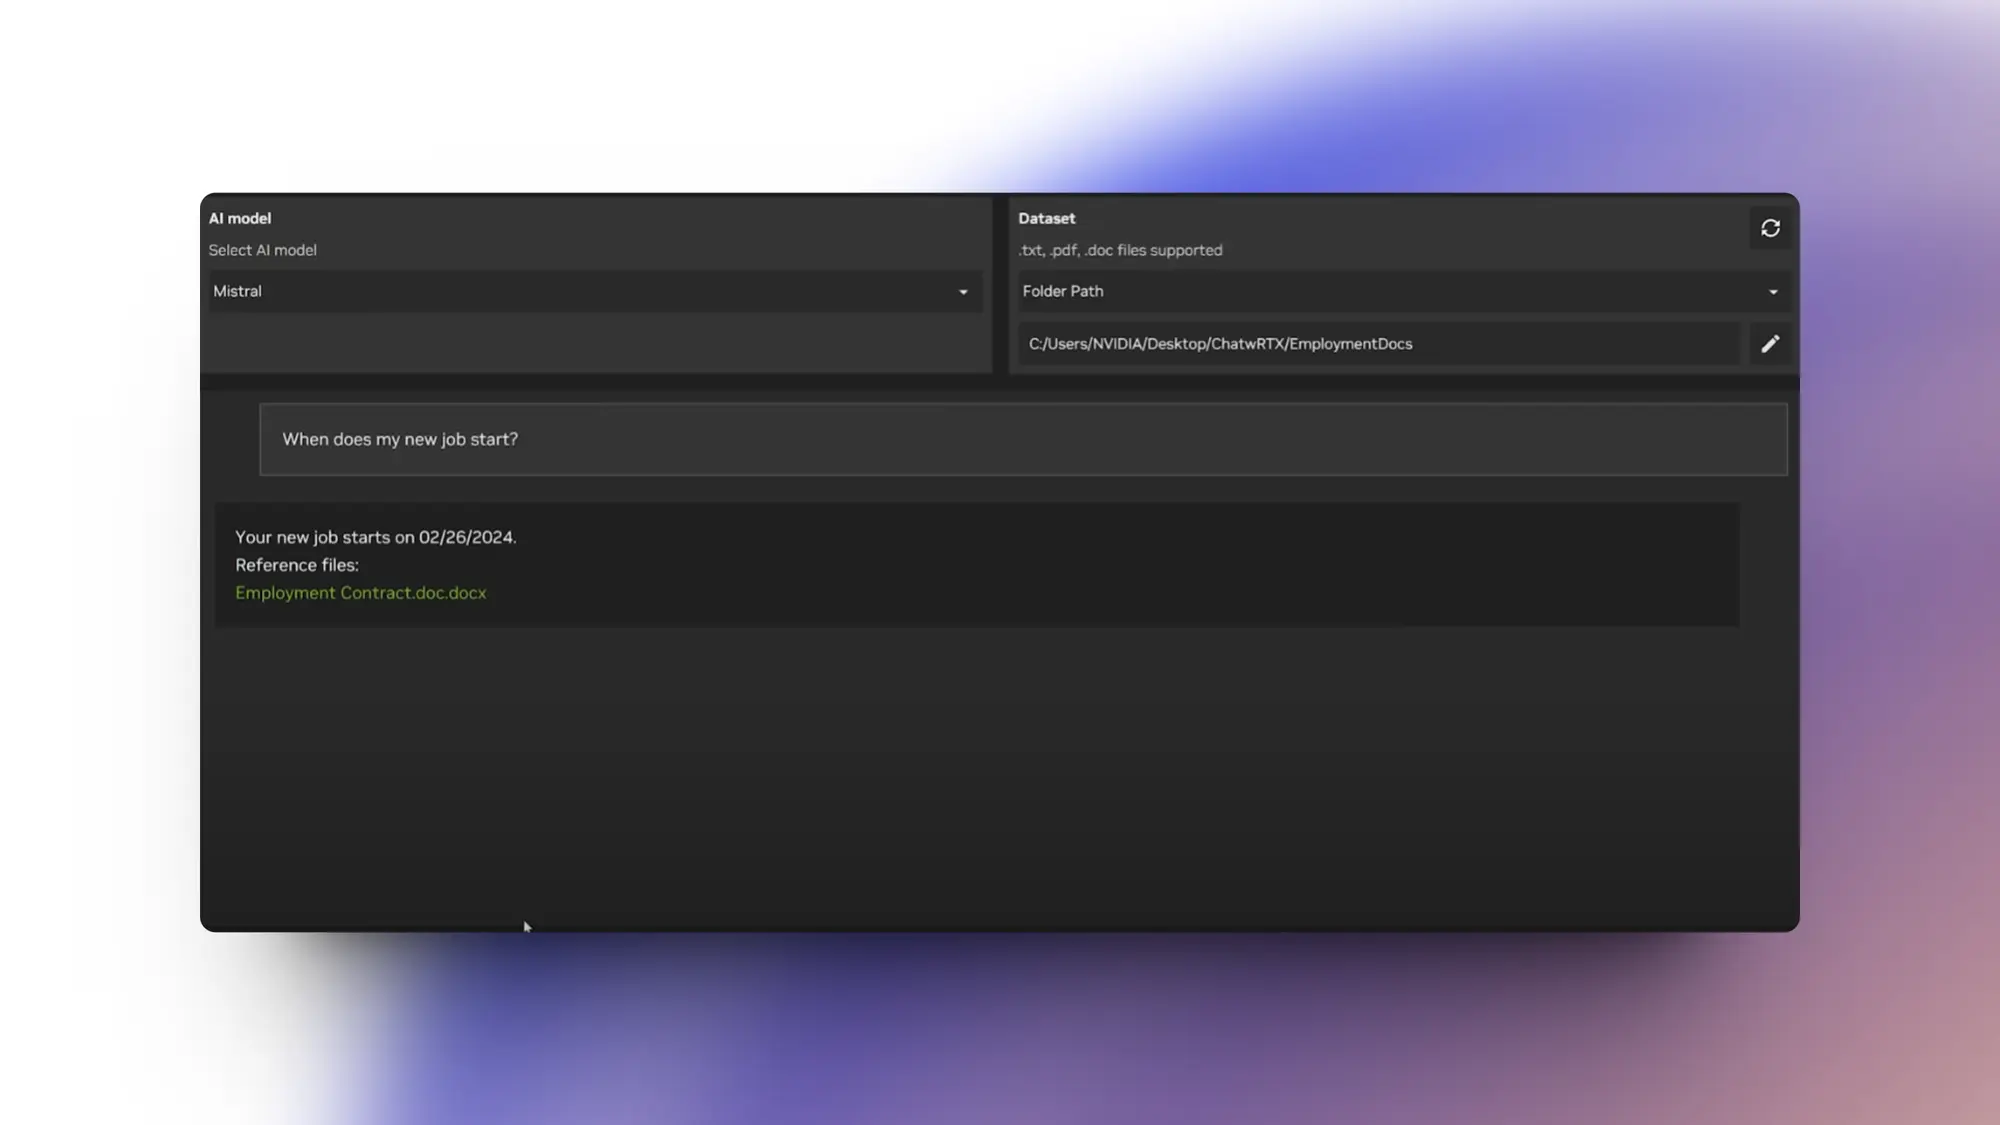 AI model
Select AI model
Mistral
Dataset
.txt, .pdf, .doc files supported
Folder Path
C:/Users/NVIDIA/Desktop/ChatwRTX/EmploymentDocs
When does my new job start?
Your new job starts on 02/26/2024.
Reference files:
Employment Contract.doc.docx